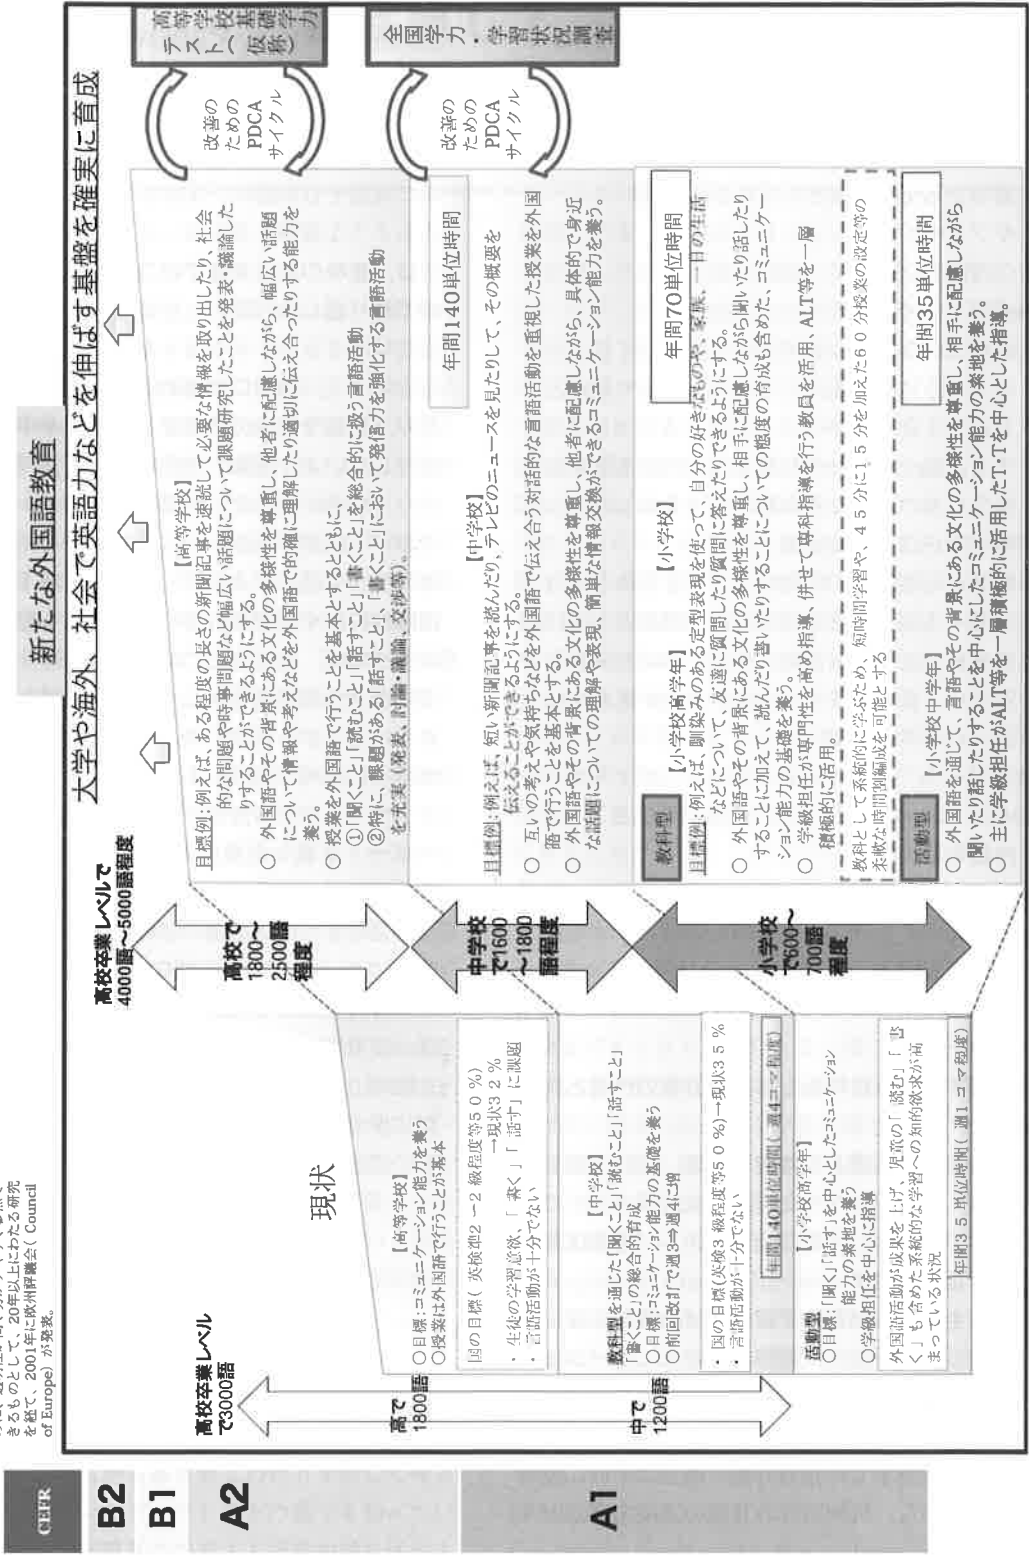 きるものとして、20年以上にわたる研究
を経て、2001年に欧州評議会（Council
of Europe）が発表。
CEFR
B2
B1
A2
A1
新たな外国語教育
大学や海外、社会で英語力などを伸ばす基盤を確実に育成
現状
高校卒業レベル
で3000語
高で
1800語
中で
1200語
【高等学校】
○目標：コミュニケーション能力を養う
○授業は外国語で行うことが基本
国の目標（英検準2－2級程度等50％）
→現状32％
・生徒の学習意欲、「書く」「話す」に課題
・言語活動が十分でない
【中学校】
教科型を通じた「聞くこと」「読むこと」「話すこと」
「書くこと」の総合的育成
○目標：コミュニケーション能力の基礎を養う
○前回改訂で週3⇒週4に増
・国の目標（英検3級程度等50％）→現状35％
・言語活動が十分でない
年間140単位時間（週4コマ程度）
【小学校高学年】
活動型
○目標：「聞く」「話す」を中心としたコミュニケーション
能力の素地を養う
○学級担任を中心に指導
外国語活動が成果を上げ、児童の「読む」「書
く」も含めた系統的な学習への知的欲求が高
まっている状況
年間35単位時間（週1コマ程度）
高校卒業レベルで
4000語～5000語程度
高校で
1800～
2500語
程度
中学校
で1600
～1800
語程度
小学校
で600～
700語
程度
【高等学校】
目標例：例えば、ある程度の長さの新聞記事を速読して必要な情報を取り出したり、社会
的な問題や時事問題など幅広い話題について課題研究したことを発表・議論した
りすることができるようにする。
○ 外国語やその背景にある文化の多様性を尊重し、他者に配慮しながら、幅広い話題
について情報や考えなどを外国語で的確に理解したり適切に伝え合ったりする能力を
養う。
○ 授業を外国語で行うことを基本とするとともに、
①「聞くこと」「読むこと」「話すこと」「書くこと」を総合的に扱う言語活動
②特に、課題がある「話すこと」、「書くこと」において発信力を強化する言語活動
を充実（発表、討論・議論、交渉等）。
年間140単位時間
【中学校】
目標例：例えば、短い新聞記事を読んだり、テレビのニュースを見たりして、その概要を
伝えることができるようにする。
○ 互いの考えや気持ちなどを外国語で伝え合う対話的な言語活動を重視した授業を外国
語で行うことを基本とする。
○ 外国語やその背景にある文化の多様性を尊重し、他者に配慮しながら、具体的で身近
な話題についての理解や表現、簡単な情報交換ができるコミュニケーション能力を養う。
【小学校】
教科型
【小学校高学年】
年間70単位時間
目標例：例えば、馴染みのある定型表現を使って、自分の好きなものや、家族、一日の生活
などについて、友達に質問したり質問に答えたりできるようにする。
○ 外国語やその背景にある文化の多様性を尊重し、相手に配慮しながら聞いたり話したり
することに加えて、読んだり書いたりすることについての態度の育成も含めた、コミュニケー
ション能力の基礎を養う。
○ 学級担任が専門性を高め指導、併せて専科指導を行う教員を活用、ALT等を一層
積極的に活用。
教科として系統的に学ぶため、短時間学習や、45分に15分を加えた60分授業の設定等の
柔軟な時間割編成を可能とする
活動型
【小学校中学年】
年間35単位時間
○ 外国語を通じて、言語やその背景にある文化の多様性を尊重し、相手に配慮しながら
聞いたり話したりすることを中心にしたコミュニケーション能力の素地を養う。
○ 主に学級担任がALT等を一層積極的に活用したT・Tを中心とした指導。
改善の
ための
PDCA
サイクル
高等学校基礎学力
テスト（仮称）
改善の
ための
PDCA
サイクル
全国学力・学習状況調査